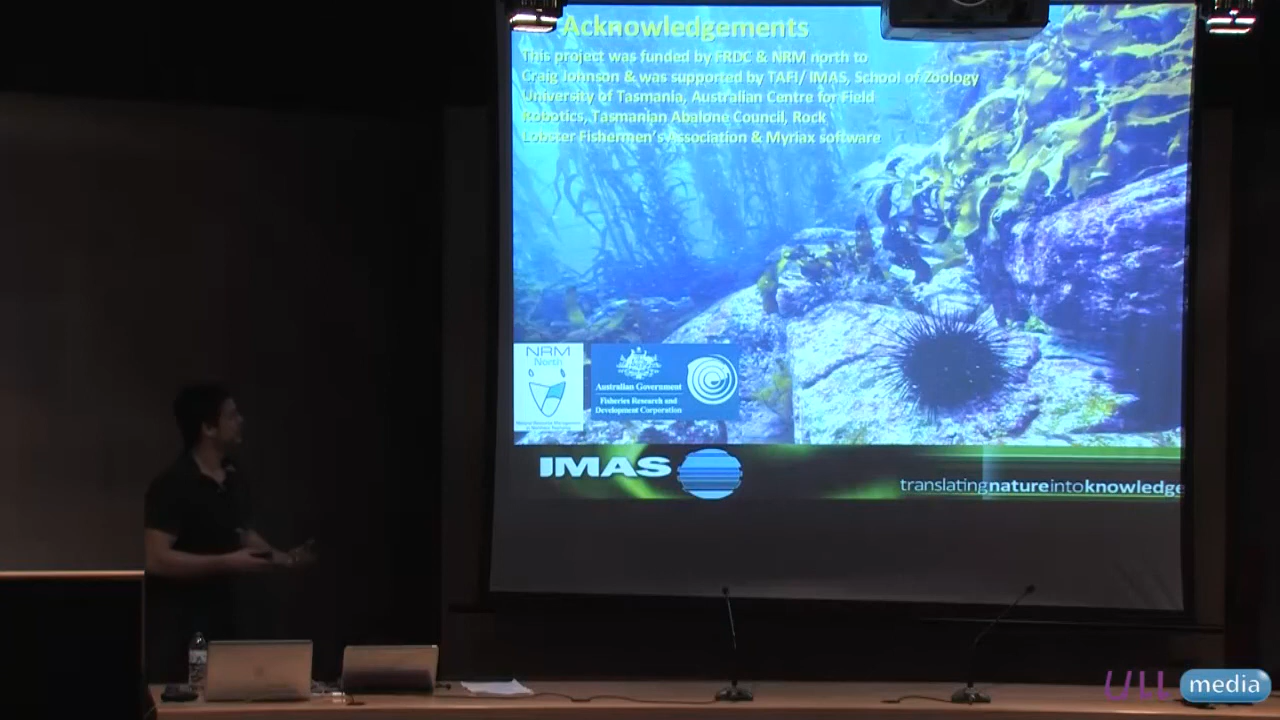 Acknowledgements
This project was funded by FRDC & NRM north to
Craig Johnson & was supported by TAFI/ IMAS, School of Zoology
University of Tasmania, Australian Centre for Field
Robotics, Tasmanian Abalone Council, Rock
Lobster Fishermen's Association & Myriax software
NRM
North
Australian Government
Fisheries Research and
Development Corporation
IMAS
translatingnatureintoknowledge
ULL media